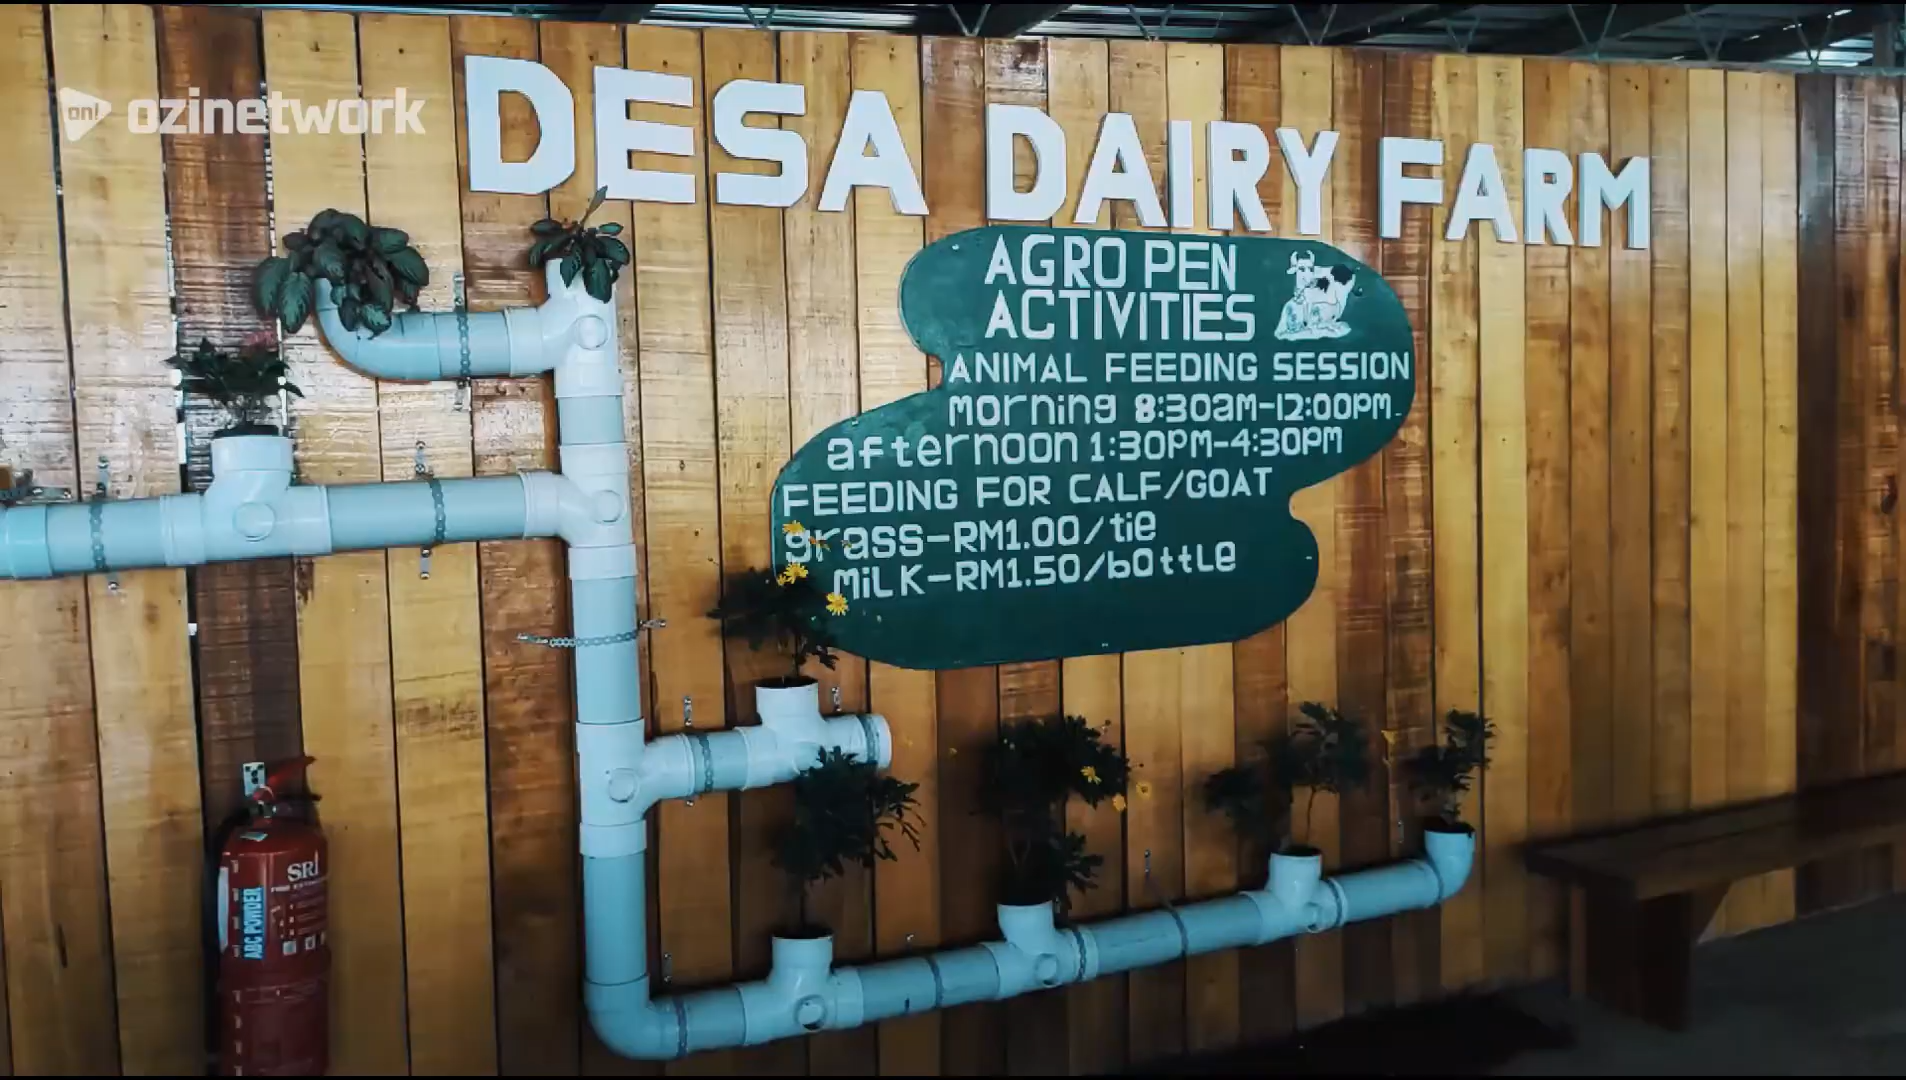 on! ozinetwork
DESA DAIRY FARM
AGRO PEN
ACTIVITIES
ANIMAL FEEDING SESSION
morning 8:30am-12:00PM
afternoon 1:30PM-4:30PM
FEEDING FOR CALF/GOAT
grass-RM1.00/tie
MiLK-RM1.50/bottLe
SRI
ABC POWDER